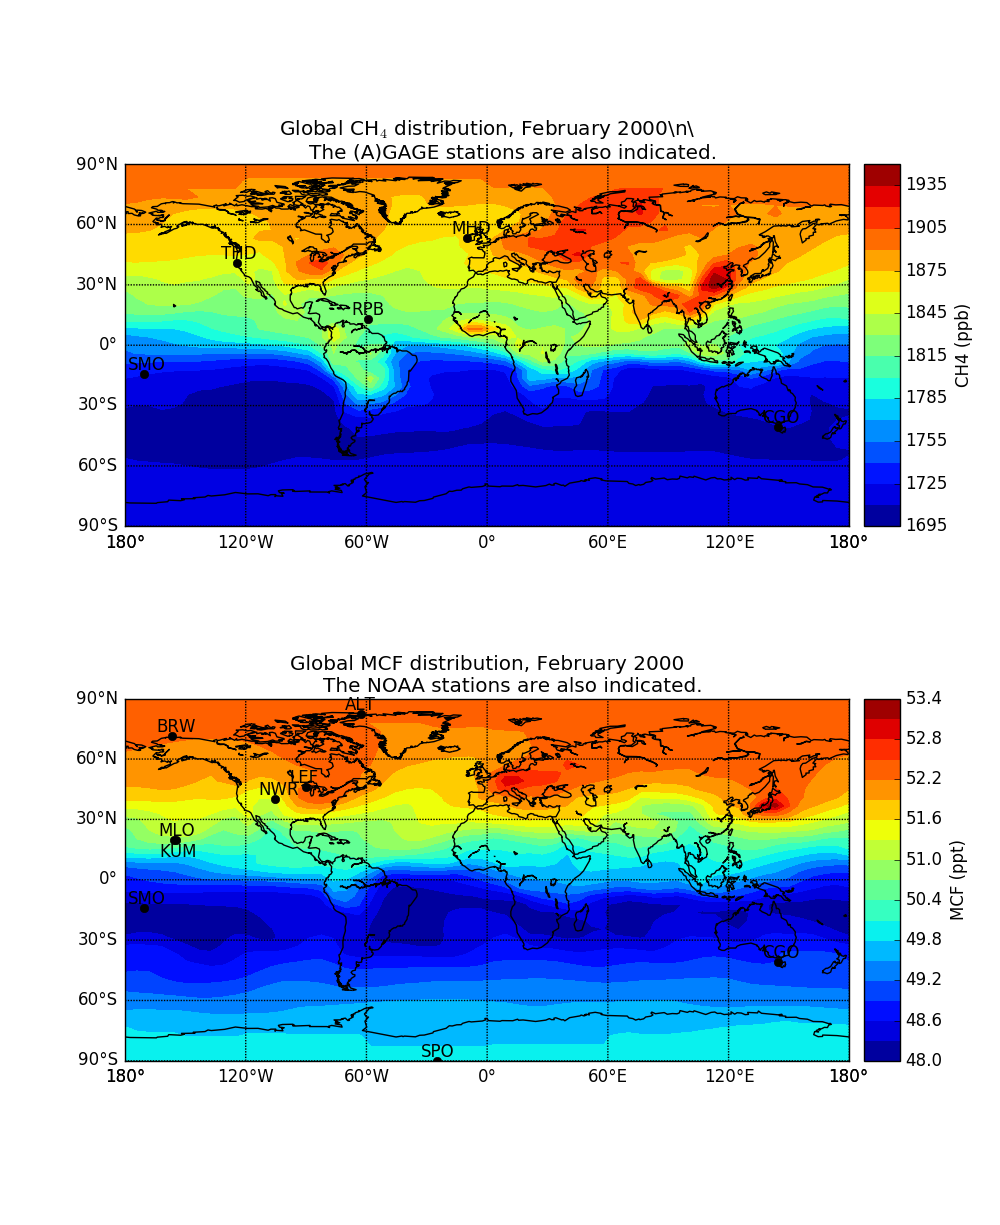 Global CH₄ distribution, February 2000\n\
The (A)GAGE stations are also indicated.
90°N
60°N
30°N
0°
30°S
60°S
90°S
180°
120°W
60°W
0°
60°E
120°E
180°
MHD
THD
RPB
SMO
CGO
1935
1905
1875
1845
1815
1785
1755
1725
1695
CH4 (ppb)
Global MCF distribution, February 2000
The NOAA stations are also indicated.
90°N
60°N
30°N
0°
30°S
60°S
90°S
180°
120°W
60°W
0°
60°E
120°E
180°
ALT
BRW
LEF
NWR
MLO
KUM
SMO
CGO
SPO
53.4
52.8
52.2
51.6
51.0
50.4
49.8
49.2
48.6
48.0
MCF (ppt)